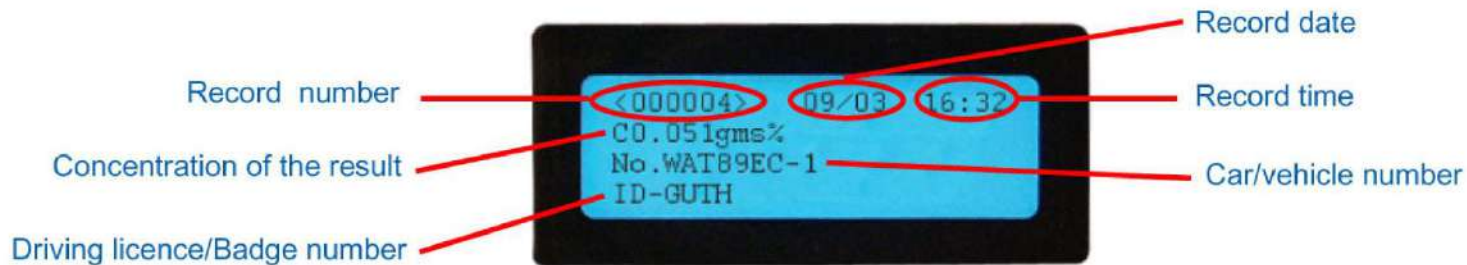 Record date
Record number
<000004> 09/03 16:32
Record time
C0.051gms%
Concentration of the result
No.WAT89EC-1
Car/vehicle number
ID-GUTH
Driving licence/Badge number